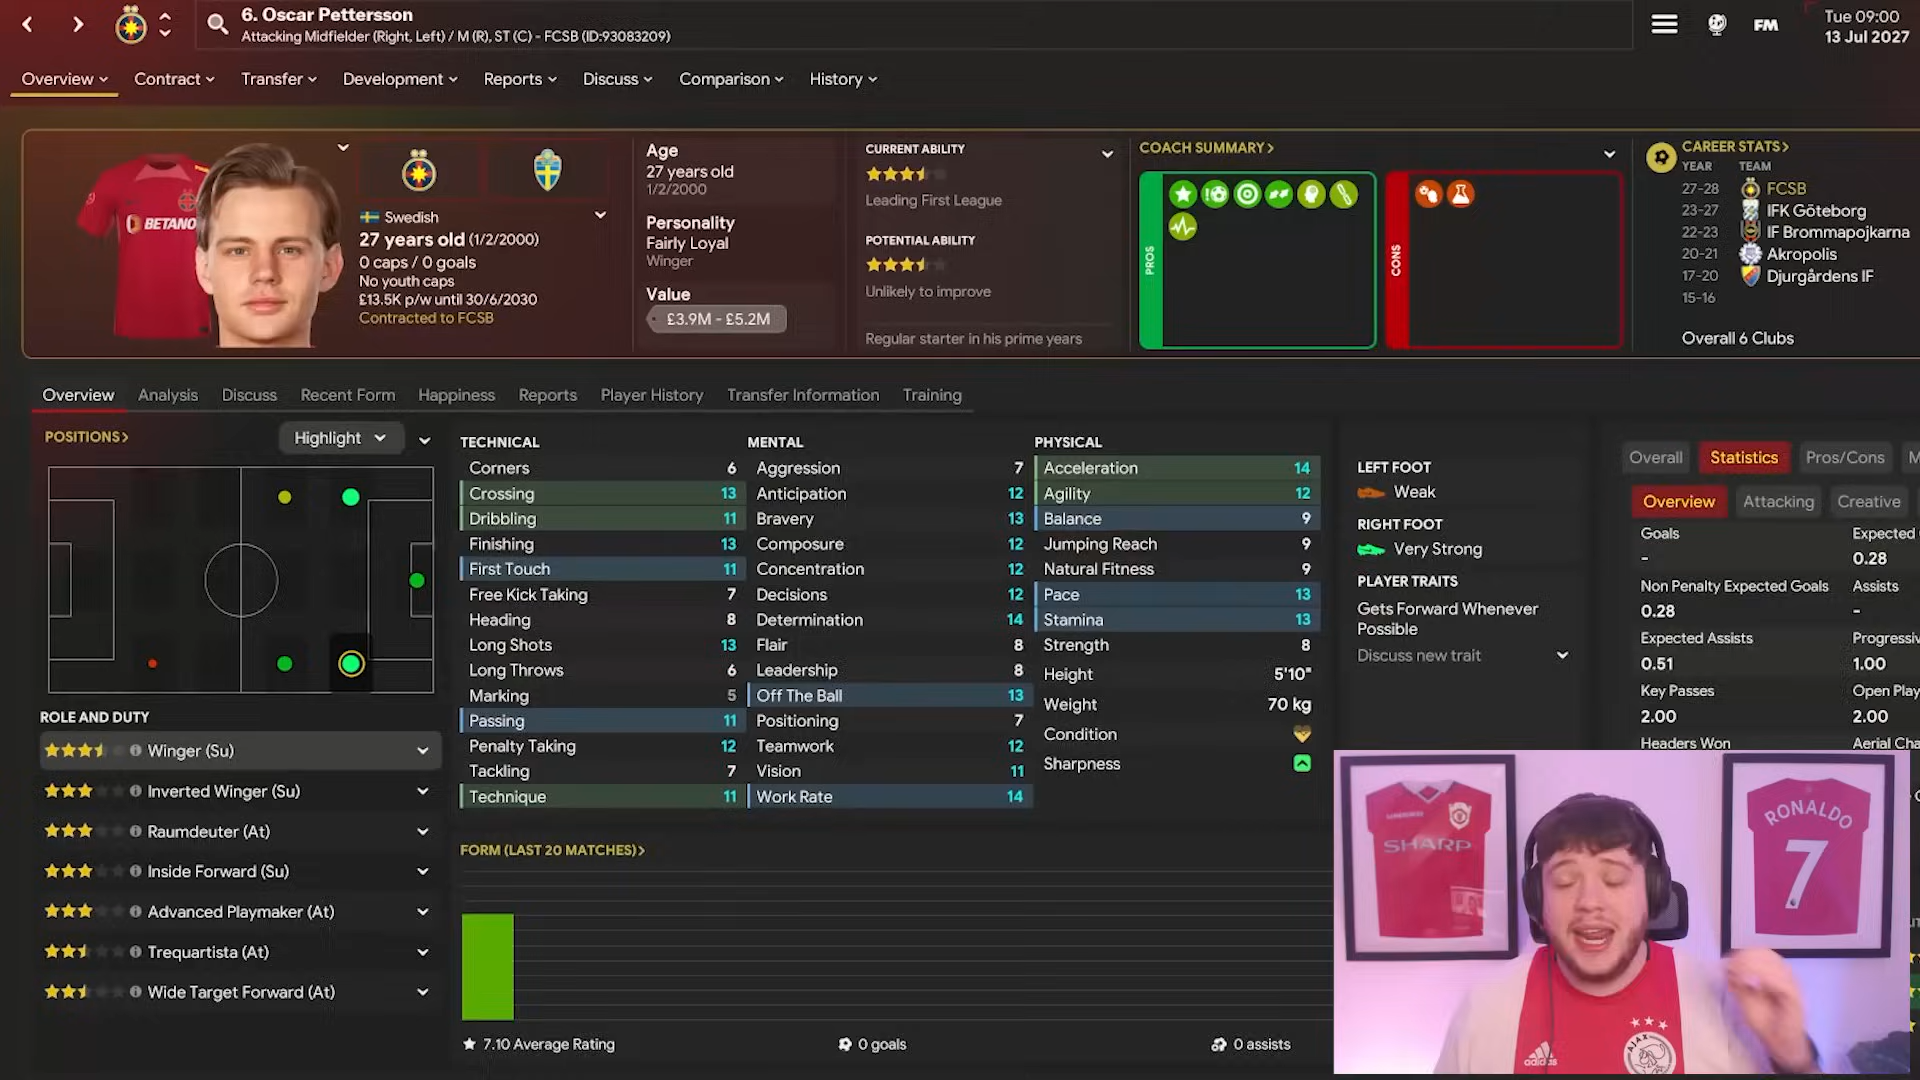 6. Oscar Pettersson
Attacking Midfielder (Right, Left) / M (R), ST (C) - FCSB (ID:93083209)
FM
Tue 09:00
13 Jul 2027
Overview
Contract
Transfer
Development
Reports
Discuss
Comparison
History
BETANO
Swedish
27 years old (1/2/2000)
0 caps / 0 goals
No youth caps
£13.5K p/w until 30/6/2030
Contracted to FCSB
Age
27 years old
1/2/2000
Personality
Fairly Loyal
Winger
Value
£3.9M - £5.2M
CURRENT ABILITY
Leading First League
POTENTIAL ABILITY
Unlikely to improve
Regular starter in his prime years
COACH SUMMARY >
PROS
CONS
CAREER STATS >
YEAR TEAM
27-28 FCSB
23-27 IFK Göteborg
22-23 IF Brommapojkarna
20-21 Akropolis
17-20 Djurgårdens IF
15-16
Overall 6 Clubs
Overview
Analysis
Discuss
Recent Form
Happiness
Reports
Player History
Transfer Information
Training
POSITIONS >
Highlight
ROLE AND DUTY
Winger (Su)
Inverted Winger (Su)
Raumdeuter (At)
Inside Forward (Su)
Advanced Playmaker (At)
Trequartista (At)
Wide Target Forward (At)
TECHNICAL
Corners 6
Crossing 13
Dribbling 11
Finishing 13
First Touch 11
Free Kick Taking 7
Heading 8
Long Shots 13
Long Throws 6
Marking 5
Passing 11
Penalty Taking 12
Tackling 7
Technique 11
MENTAL
Aggression 7
Anticipation 12
Bravery 13
Composure 12
Concentration 12
Decisions 12
Determination 14
Flair 8
Leadership 8
Off The Ball 13
Positioning 7
Teamwork 12
Vision 11
Work Rate 14
PHYSICAL
Acceleration 14
Agility 12
Balance 9
Jumping Reach 9
Natural Fitness 9
Pace 13
Stamina 13
Strength 8
Height 5'10"
Weight 70 kg
Condition
Sharpness
LEFT FOOT
Weak
RIGHT FOOT
Very Strong
PLAYER TRAITS
Gets Forward Whenever
Possible
Discuss new trait
Overall
Statistics
Pros/Cons
M
Overview
Attacking
Creative
Goals Expected
- 0.28
Non Penalty Expected Goals Assists
0.28 -
Expected Assists Progressiv
0.51 1.00
Key Passes Open Play
2.00 2.00
Headers Won Aerial Cha
FORM (LAST 20 MATCHES) >
7.10 Average Rating
0 goals
0 assists
SHARP
RONALDO
7
adidas
AJAX